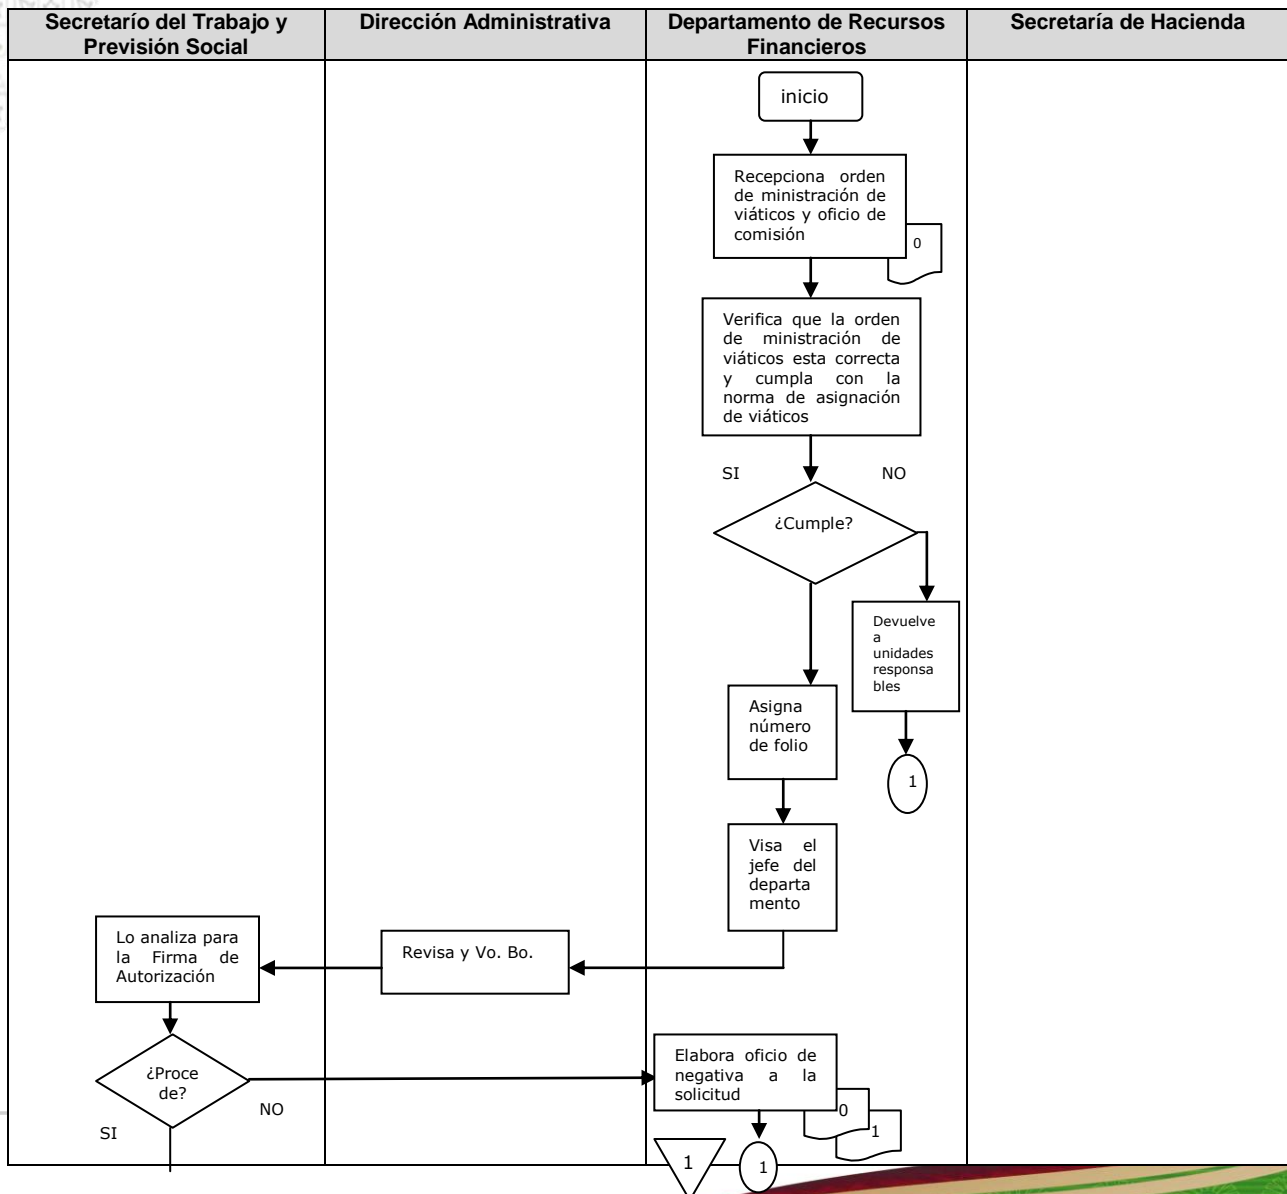 Secretarío del Trabajo y
Previsión Social
Dirección Administrativa
Departamento de Recursos
Financieros
Secretaría de Hacienda
inicio
Recepciona orden
de ministración de
viáticos y oficio de
comisión
0
Verifica que la orden
de ministración de
viáticos esta correcta
y cumpla con la
norma de asignación
de viáticos
SI
NO
¿Cumple?
Devuelve
a
unidades
responsa
bles
1
Asigna
número
de folio
Visa el
jefe del
departa
mento
Revisa y Vo. Bo.
Lo analiza para
la Firma de
Autorización
¿Proce
de?
NO
SI
Elabora oficio de
negativa a la
solicitud
0
1
1
1